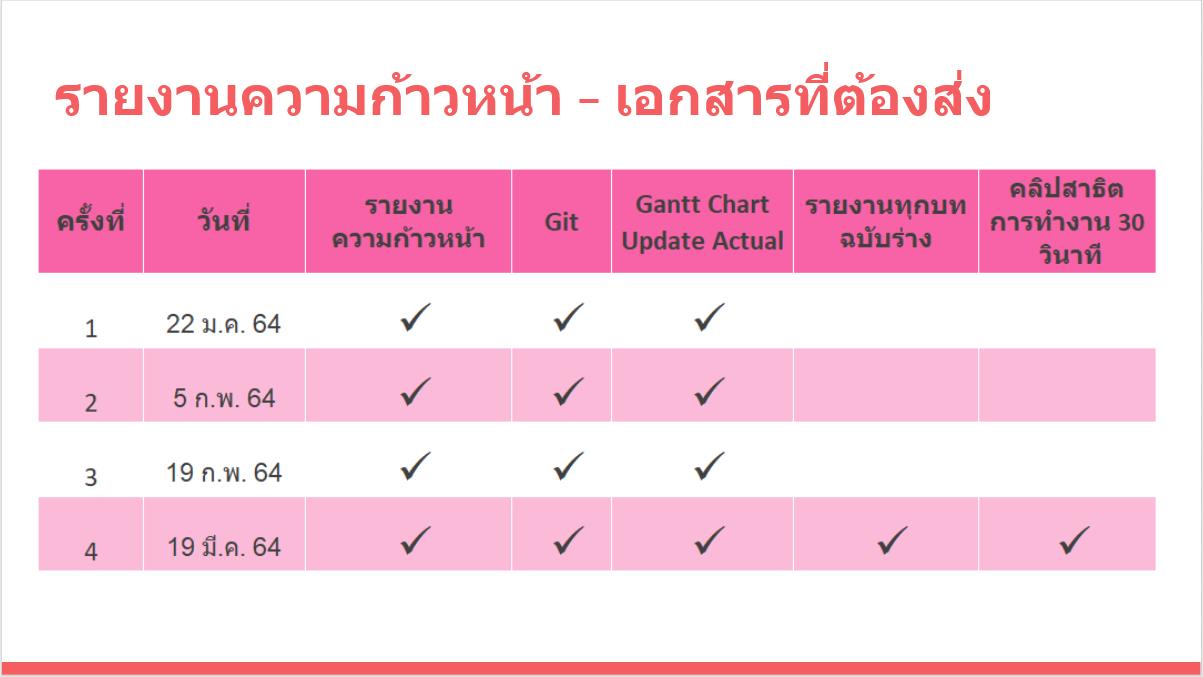 รายงานความก้าวหน้า – เอกสารที่ต้องส่ง
ครั้งที่ วันที่ รายงาน ความก้าวหน้า Git Gantt Chart Update Actual รายงานทุกบท ฉบับร่าง คลิปสาธิต การทำงาน 30 วินาที
1 22 ม.ค. 64 ✓ ✓ ✓
2 5 ก.พ. 64 ✓ ✓ ✓
3 19 ก.พ. 64 ✓ ✓ ✓
4 19 มี.ค. 64 ✓ ✓ ✓ ✓ ✓